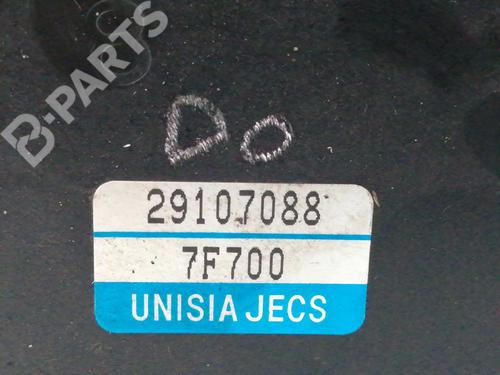 B-PARTS
DO
29107088
7F700
UNISIA JECS